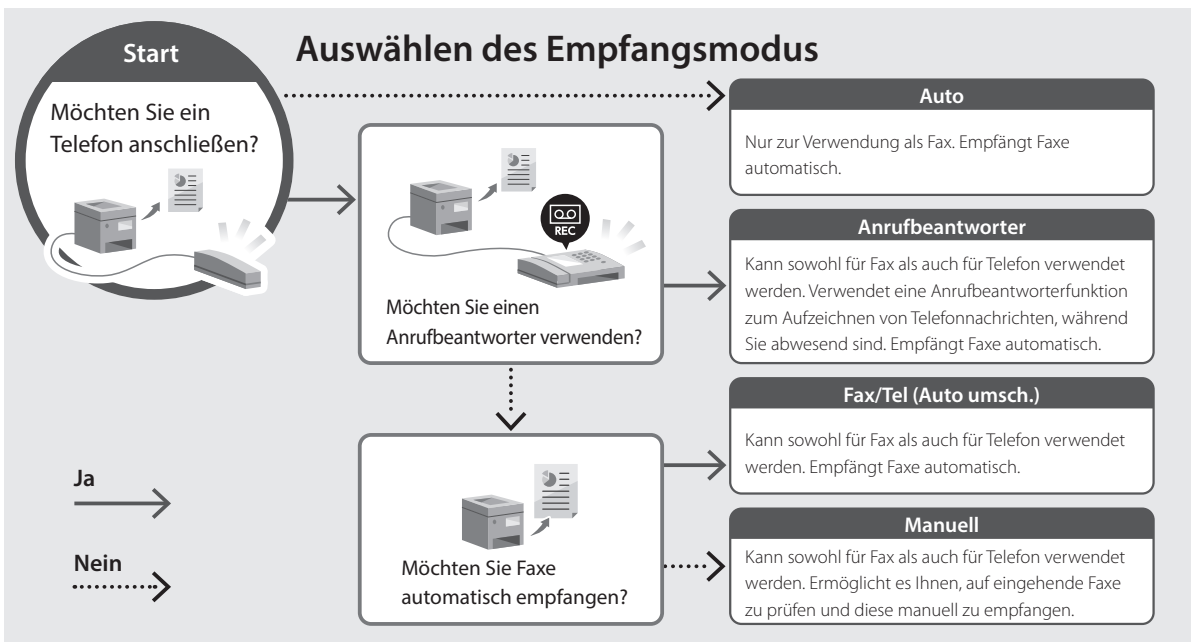 Auswählen des Empfangsmodus
Start
Möchten Sie ein
Telefon anschließen?
Auto
Nur zur Verwendung als Fax. Empfängt Faxe
automatisch.
REC
Möchten Sie einen
Anrufbeantworter verwenden?
Anrufbeantworter
Kann sowohl für Fax als auch für Telefon verwendet
werden. Verwendet eine Anrufbeantworterfunktion
zum Aufzeichnen von Telefonnachrichten, während
Sie abwesend sind. Empfängt Faxe automatisch.
Möchten Sie Faxe
automatisch empfangen?
Fax/Tel (Auto umsch.)
Kann sowohl für Fax als auch für Telefon verwendet
werden. Empfängt Faxe automatisch.
Manuell
Kann sowohl für Fax als auch für Telefon verwendet
werden. Ermöglicht es Ihnen, auf eingehende Faxe
zu prüfen und diese manuell zu empfangen.
Ja
Nein